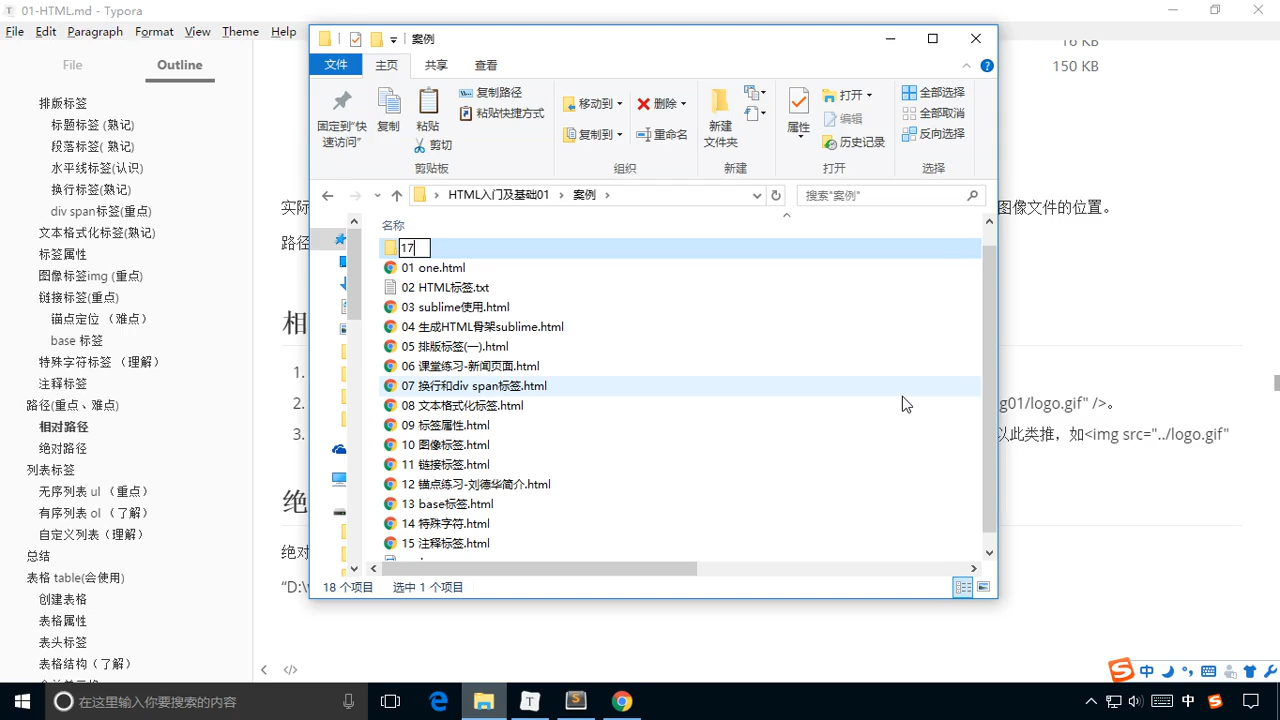 01-HTML.md - Typora
File Edit Paragraph Format View Theme Help
File Outline
排版标签
标题标签 (熟记)
段落标签( 熟记)
水平线标签(认识)
换行标签(熟记)
div span标签(重点)
文本格式化标签(熟记)
标签属性
图像标签img (重点)
链接标签(重点)
锚点定位 （难点）
base 标签
特殊字符标签 （理解）
注释标签
路径(重点、难点)
相对路径
绝对路径
列表标签
无序列表 ul （重点）
有序列表 ol （了解）
自定义列表（理解）
总结
表格 table(会使用)
创建表格
表格属性
表头标签
表格结构（了解）
16 KB
150 KB
实际
图像文件的位置。
路径
相
1.
2.
g01/logo.gif" />。
3.
以此类推，如<img src="../logo.gif"
绝
绝对
“D:\
案例
文件 主页 共享 查看
固定到“快速访问”
复制
粘贴
复制路径
粘贴快捷方式
剪切
剪贴板
移动到
复制到
删除
重命名
组织
新建文件夹
新建
属性
打开
编辑
历史记录
打开
全部选择
全部取消
反向选择
选择
HTML入门及基础01 案例
搜索"案例"
名称
17
01 one.html
02 HTML标签.txt
03 sublime使用.html
04 生成HTML骨架sublime.html
05 排版标签(一).html
06 课堂练习-新闻页面.html
07 换行和div span标签.html
08 文本格式化标签.html
09 标签属性.html
10 图像标签.html
11 链接标签.html
12 锚点练习-刘德华简介.html
13 base标签.html
14 特殊字符.html
15 注释标签.html
18 个项目 选中 1 个项目
中
在这里输入你要搜索的内容
中